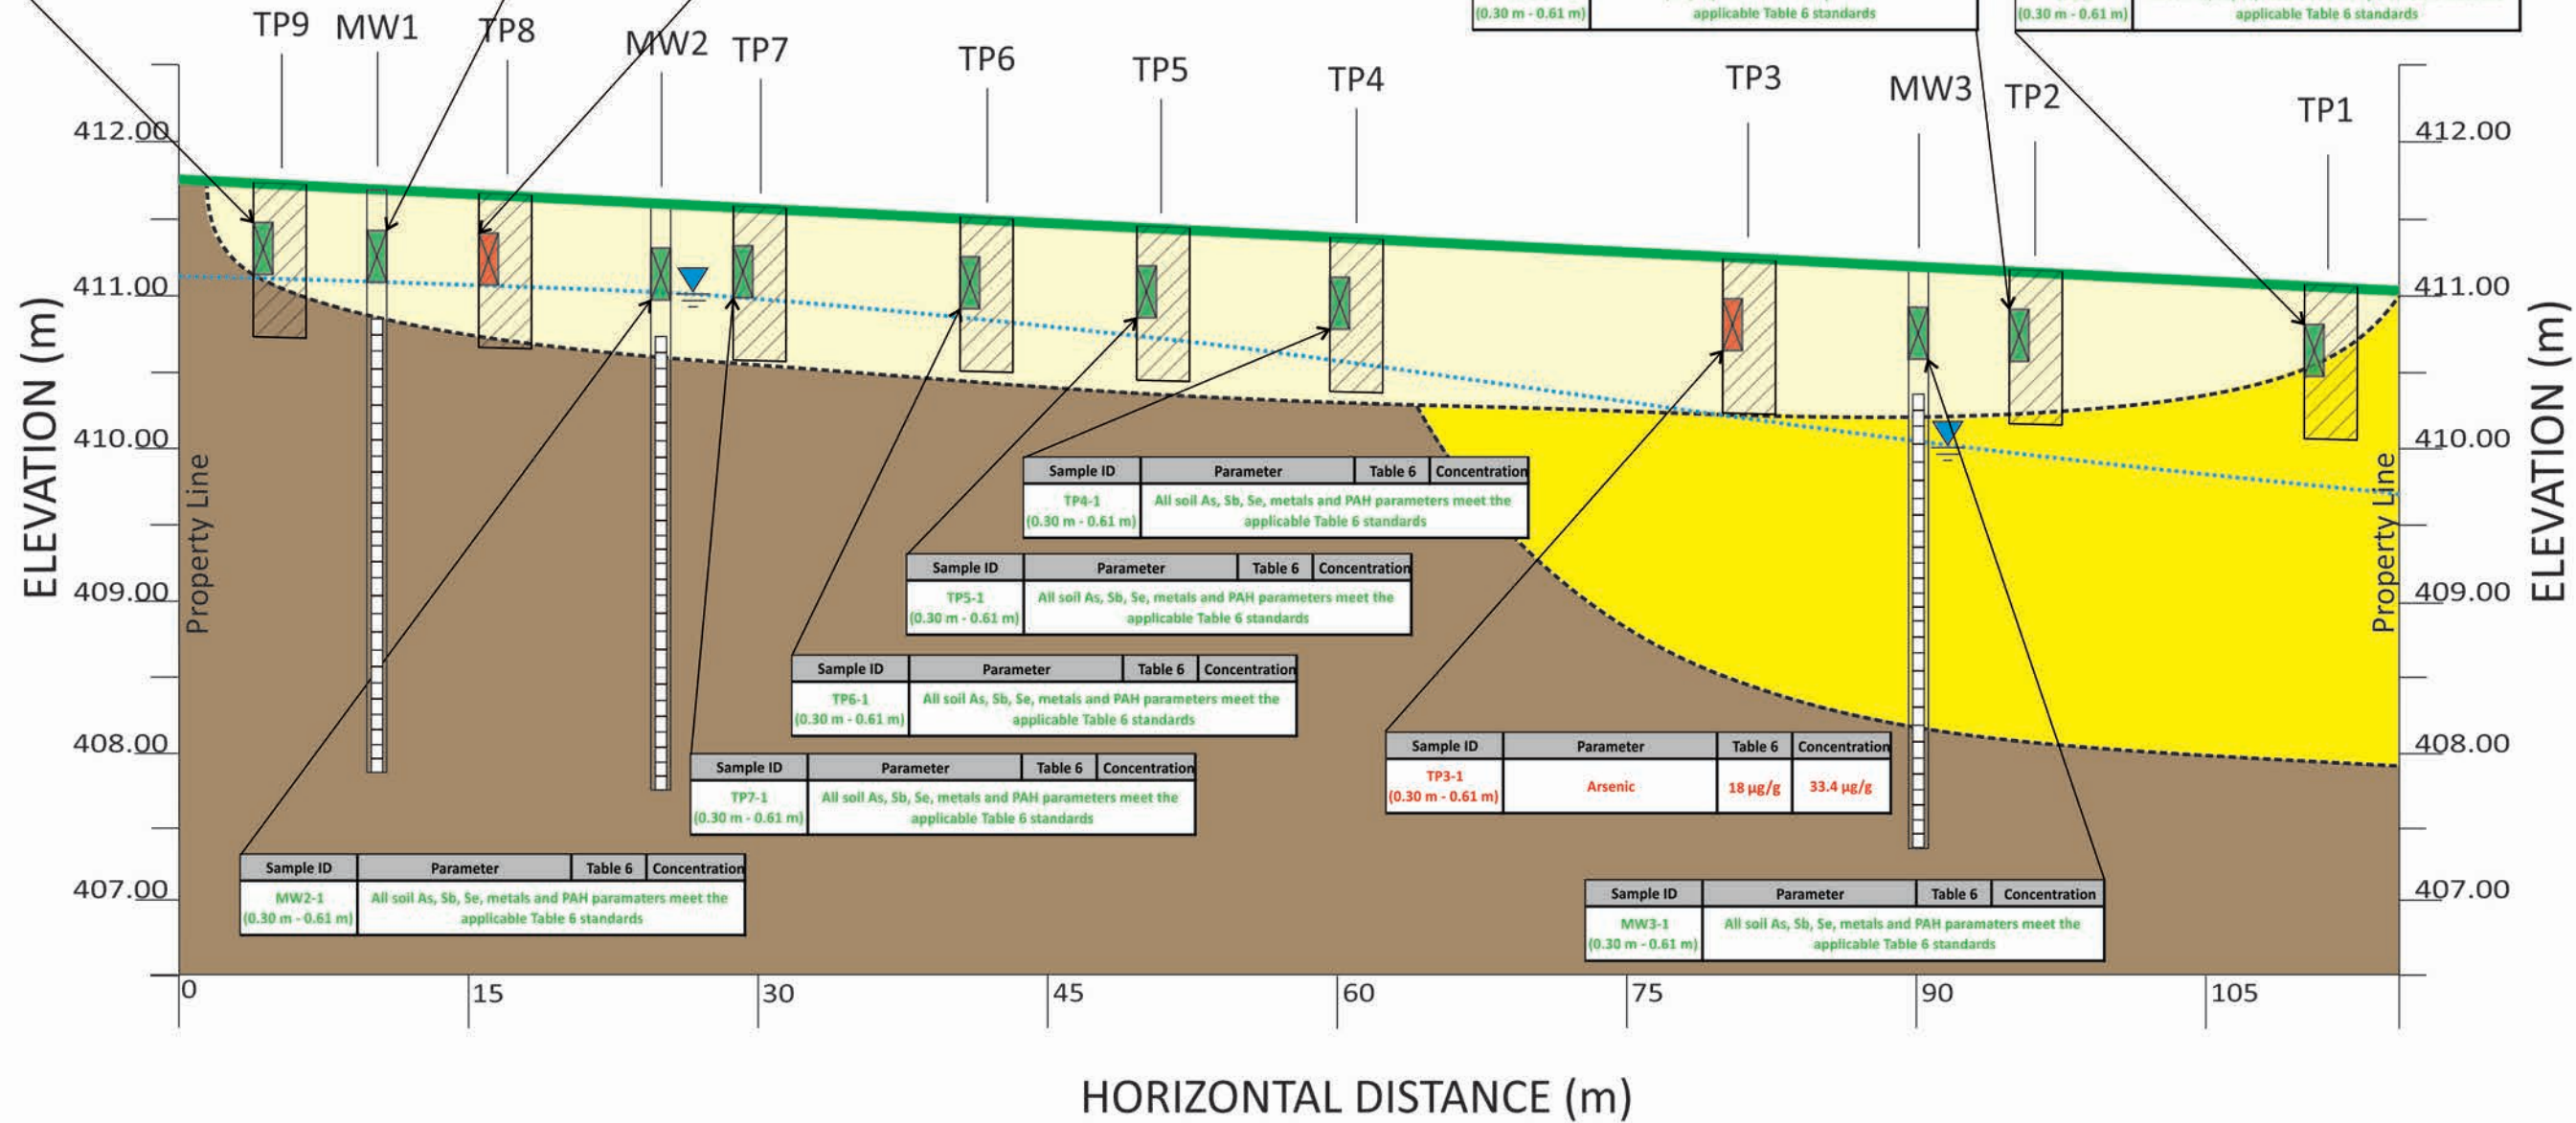 (0.30 m - 0.61 m) applicable Table 6 standards
(0.30 m - 0.61 m) applicable Table 6 standards
TP9 MW1 TP8 MW2 TP7 TP6 TP5 TP4 TP3 MW3 TP2 TP1
412.00 412.00
411.00 411.00
410.00 410.00
409.00 409.00
408.00 408.00
407.00 407.00
ELEVATION (m)
Property Line
Property Line
ELEVATION (m)
Sample ID Parameter Table 6 Concentration
TP4-1 All soil As, Sb, Se, metals and PAH parameters meet the
(0.30 m - 0.61 m) applicable Table 6 standards
Sample ID Parameter Table 6 Concentration
TP5-1 All soil As, Sb, Se, metals and PAH parameters meet the
(0.30 m - 0.61 m) applicable Table 6 standards
Sample ID Parameter Table 6 Concentration
TP6-1 All soil As, Sb, Se, metals and PAH parameters meet the
(0.30 m - 0.61 m) applicable Table 6 standards
Sample ID Parameter Table 6 Concentration
TP3-1 Arsenic 18 µg/g 33.4 µg/g
(0.30 m - 0.61 m)
Sample ID Parameter Table 6 Concentration
TP7-1 All soil As, Sb, Se, metals and PAH parameters meet the
(0.30 m - 0.61 m) applicable Table 6 standards
Sample ID Parameter Table 6 Concentration
MW2-1 All soil As, Sb, Se, metals and PAH paramaters meet the
(0.30 m - 0.61 m) applicable Table 6 standards
Sample ID Parameter Table 6 Concentration
MW3-1 All soil As, Sb, Se, metals and PAH paramaters meet the
(0.30 m - 0.61 m) applicable Table 6 standards
0 15 30 45 60 75 90 105
HORIZONTAL DISTANCE (m)